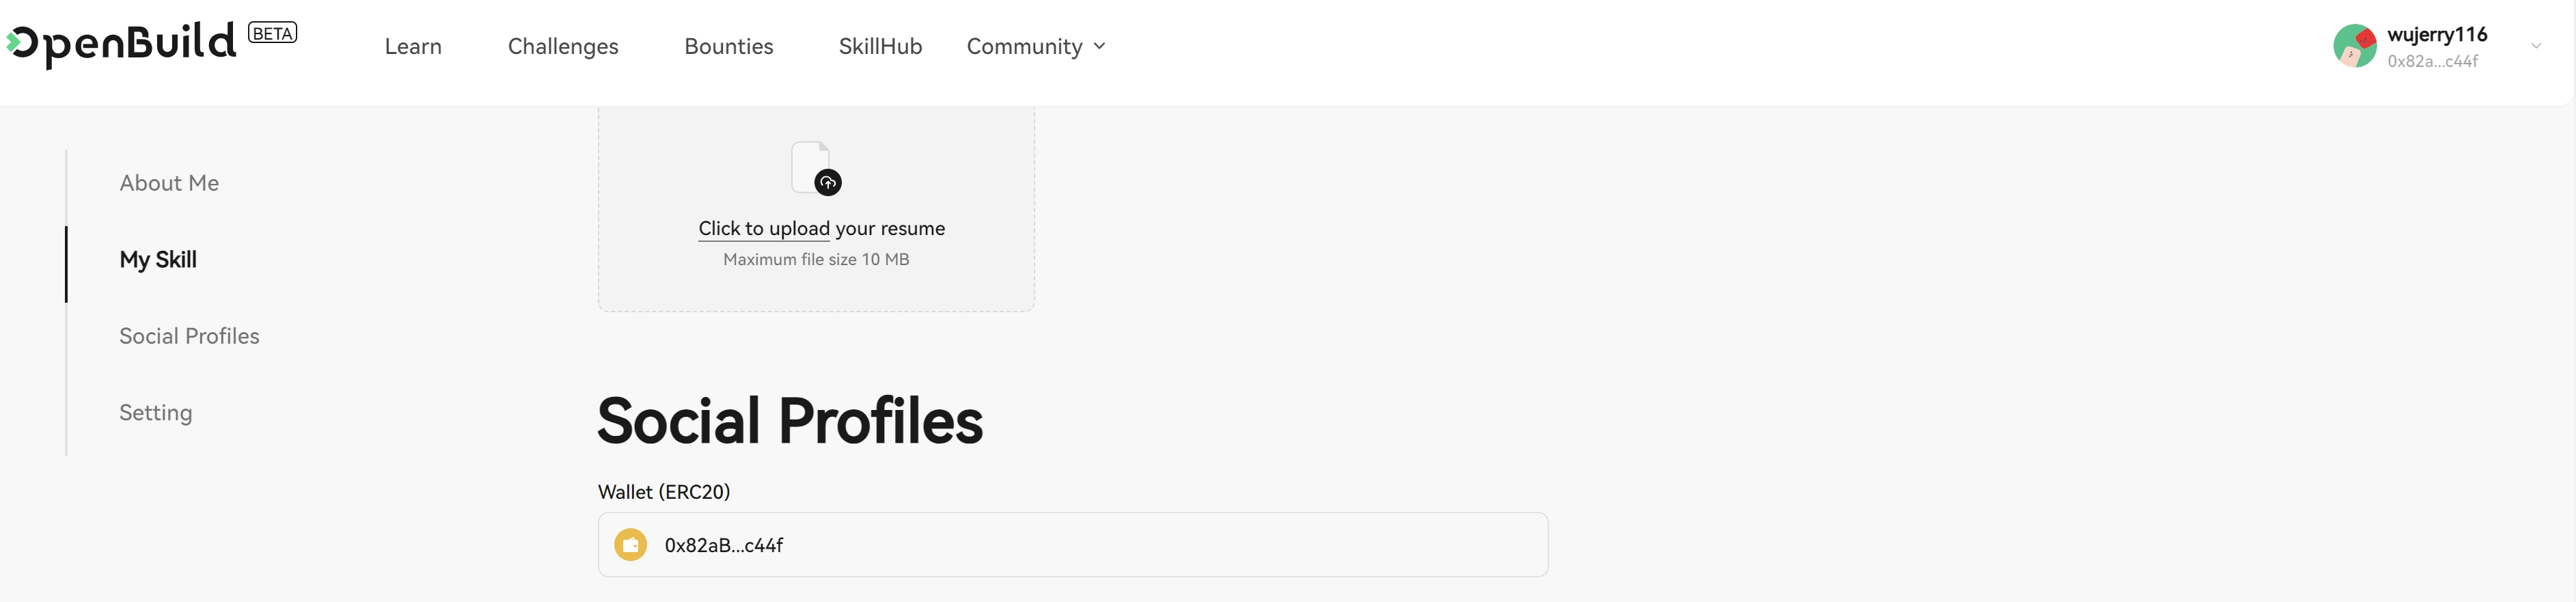 OpenBuild BETA
Learn Challenges Bounties SkillHub Community
wujerry116
0x82a...c44f
About Me
My Skill
Social Profiles
Setting
Click to upload your resume
Maximum file size 10 MB
Social Profiles
Wallet (ERC20)
0x82aB...c44f